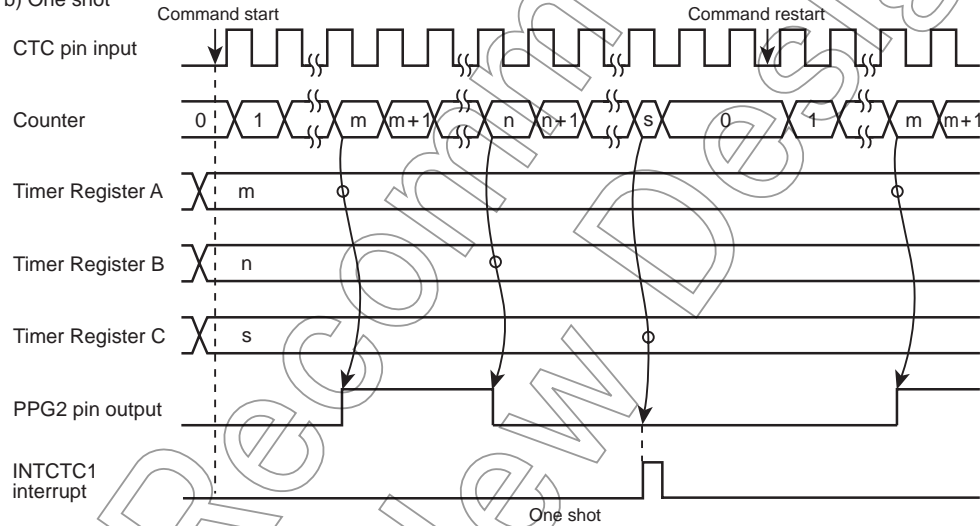 b) One shot
Command start
Command restart
CTC pin input
Counter 0 1 m m+1 n n+1 s 0 1 m m+1
Timer Register A m
Timer Register B n
Timer Register C s
PPG2 pin output
INTCTC1
interrupt
One shot